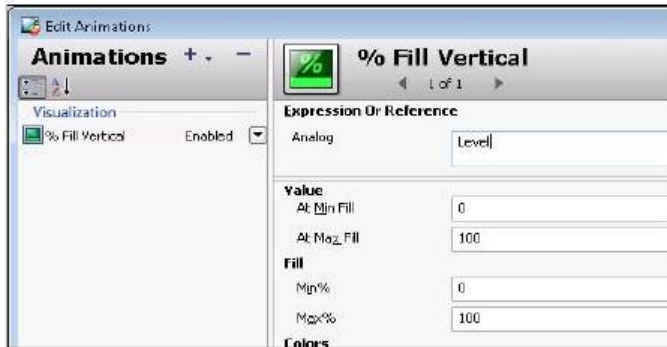 Edit Animations
Animations + -
% Fill Vertical
1 of 1
Visualization
% Fill Vertical Enabled
Expression Or Reference
Analog Level
Value
At Min Fill 0
At Max Fill 100
Fill
Min% 0
Max% 100
Colors